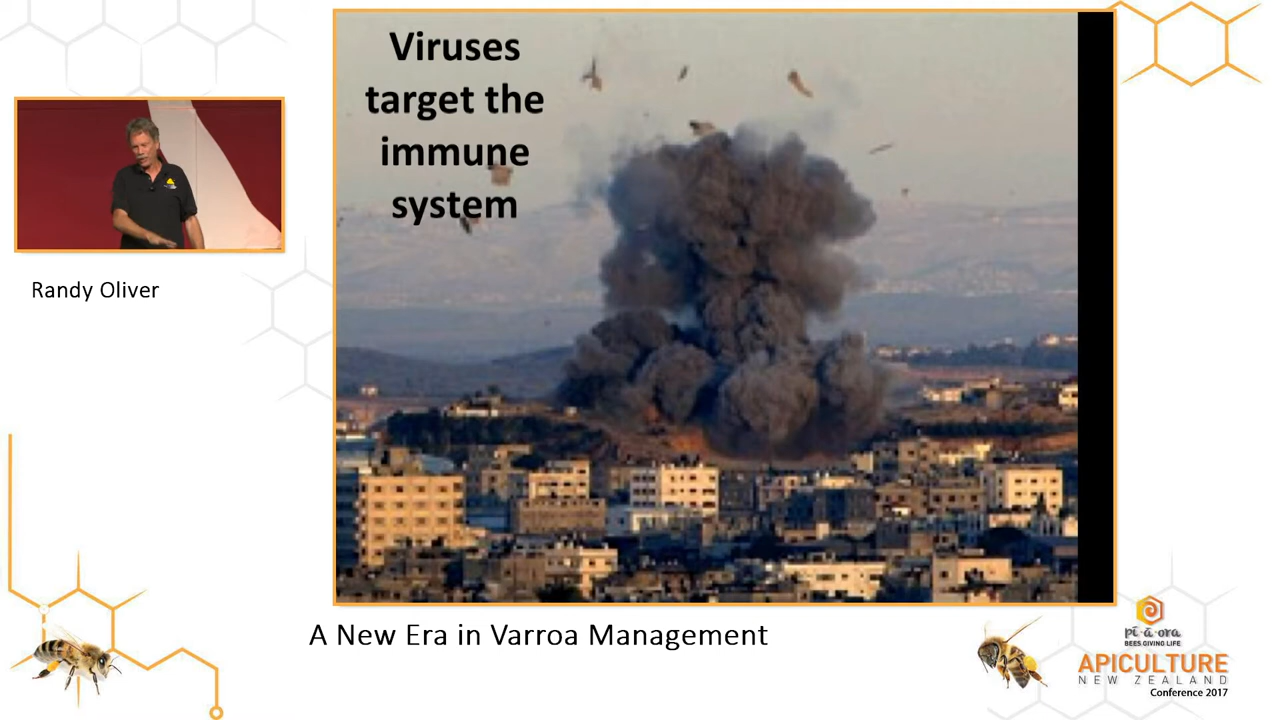 Viruses
target the
immune
system
Randy Oliver
A New Era in Varroa Management
pī-ā-ora
BEES GIVING LIFE
APICULTURE
NEW ZEALAND
Conference 2017